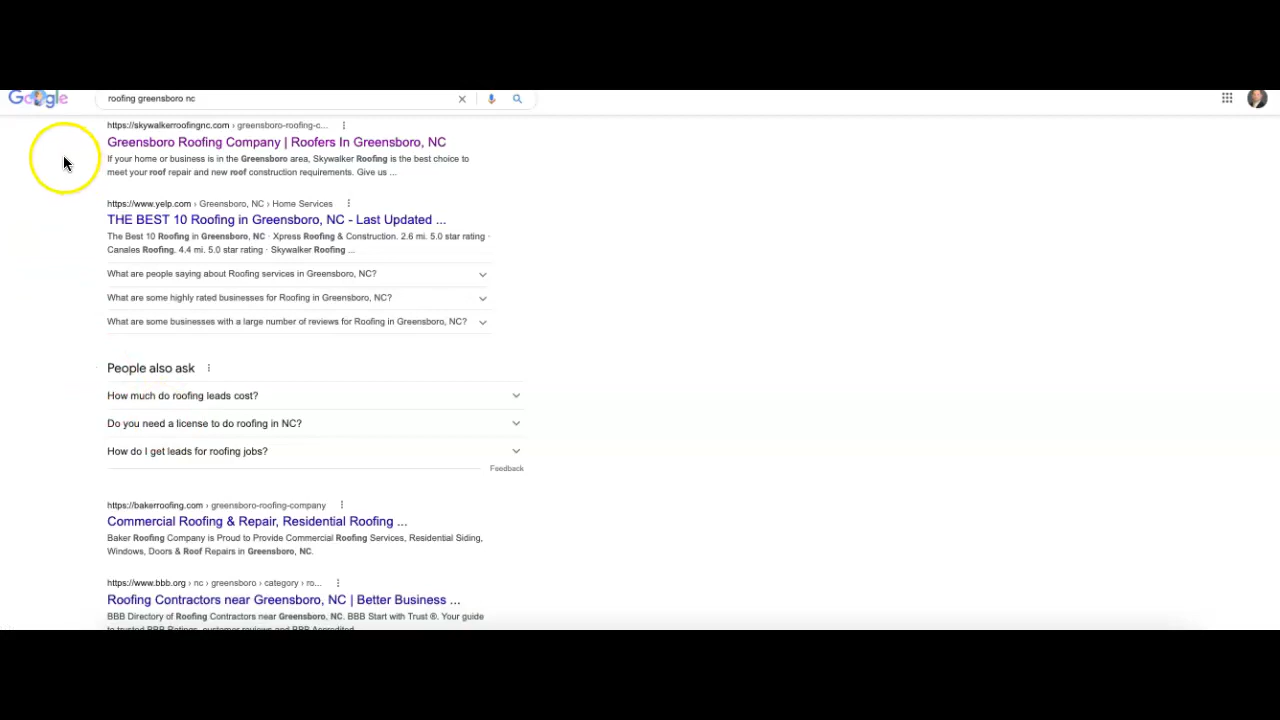 Google
roofing greensboro nc
https://skywalkerroofingnc.com › greensboro-roofing-c...
Greensboro Roofing Company | Roofers In Greensboro, NC
If your home or business is in the Greensboro area, Skywalker Roofing is the best choice to
meet your roof repair and new roof construction requirements. Give us ...
https://www.yelp.com › Greensboro, NC › Home Services
THE BEST 10 Roofing in Greensboro, NC - Last Updated ...
The Best 10 Roofing in Greensboro, NC · Xpress Roofing & Construction. 2.6 mi. 5.0 star rating ·
Canales Roofing. 4.4 mi. 5.0 star rating · Skywalker Roofing ...
What are people saying about Roofing services in Greensboro, NC?
What are some highly rated businesses for Roofing in Greensboro, NC?
What are some businesses with a large number of reviews for Roofing in Greensboro, NC?
People also ask
How much do roofing leads cost?
Do you need a license to do roofing in NC?
How do I get leads for roofing jobs?
Feedback
https://bakerroofing.com › greensboro-roofing-company
Commercial Roofing & Repair, Residential Roofing ...
Baker Roofing Company is Proud to Provide Commercial Roofing Services, Residential Siding,
Windows, Doors & Roof Repairs in Greensboro, NC.
https://www.bbb.org › nc › greensboro › category › ro...
Roofing Contractors near Greensboro, NC | Better Business ...
BBB Directory of Roofing Contractors near Greensboro, NC. BBB Start with Trust ®. Your guide
to trusted BBB Ratings, customer reviews and BBB Accredited